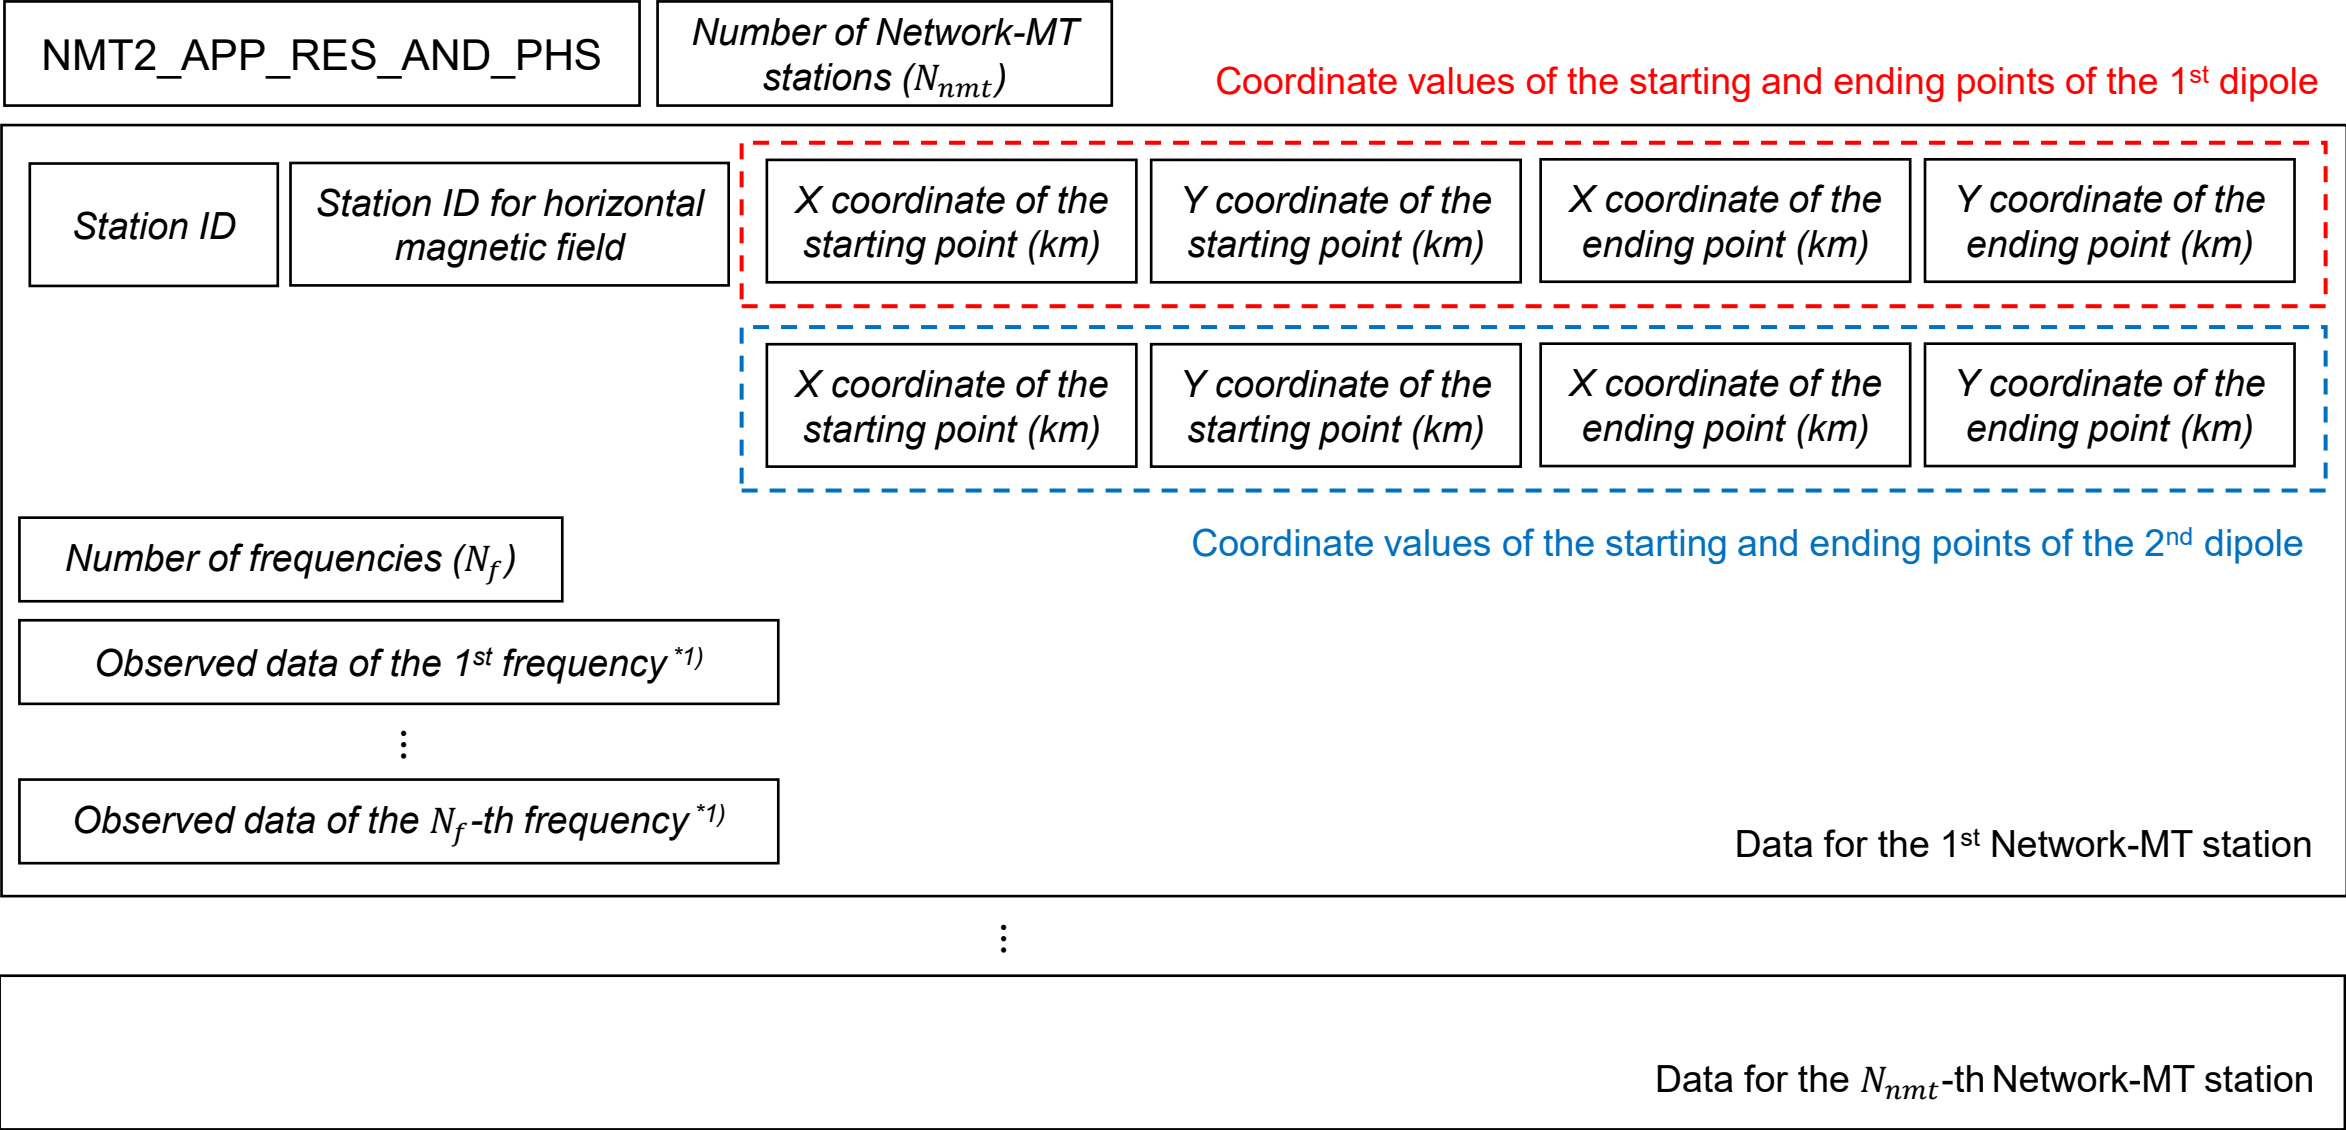 NMT2_APP_RES_AND_PHS
Number of Network-MT
stations (N_nmt)
Coordinate values of the starting and ending points of the 1st dipole
Station ID
Station ID for horizontal
magnetic field
X coordinate of the
starting point (km)
Y coordinate of the
starting point (km)
X coordinate of the
ending point (km)
Y coordinate of the
ending point (km)
X coordinate of the
starting point (km)
Y coordinate of the
starting point (km)
X coordinate of the
ending point (km)
Y coordinate of the
ending point (km)
Coordinate values of the starting and ending points of the 2nd dipole
Number of frequencies (N_f)
Observed data of the 1st frequency *1)
⋮
Observed data of the N_f-th frequency *1)
Data for the 1st Network-MT station
⋮
Data for the N_nmt-th Network-MT station